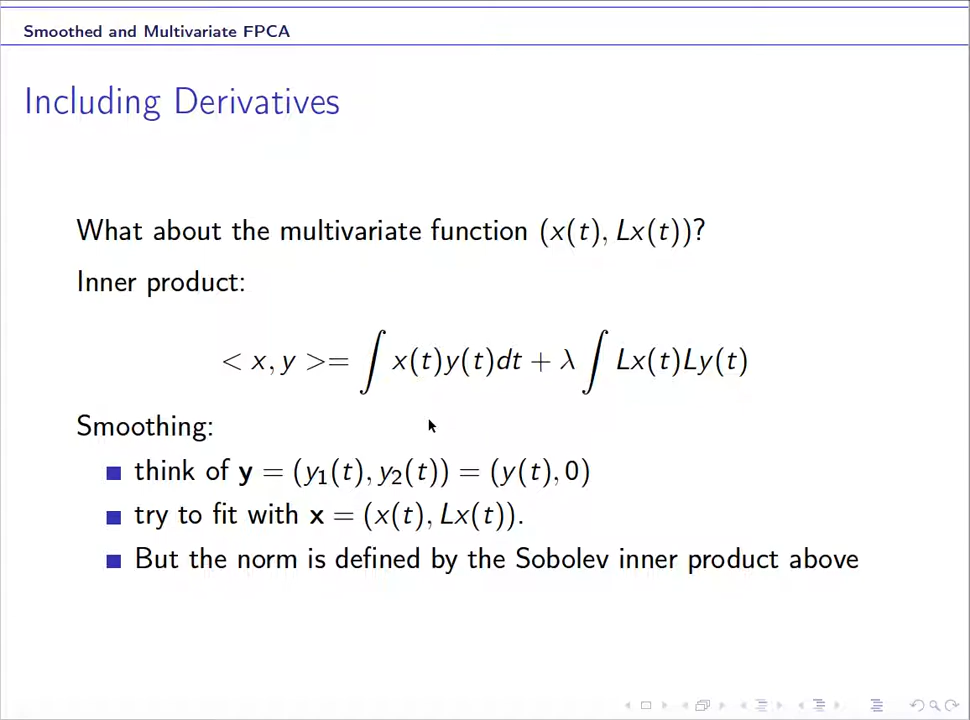 Smoothed and Multivariate FPCA
Including Derivatives
What about the multivariate function (x(t), Lx(t))?
Inner product:
< x, y >= ∫ x(t)y(t)dt + λ ∫ Lx(t)Ly(t)
Smoothing:
think of y = (y₁(t), y₂(t)) = (y(t), 0)
try to fit with x = (x(t), Lx(t)).
But the norm is defined by the Sobolev inner product above